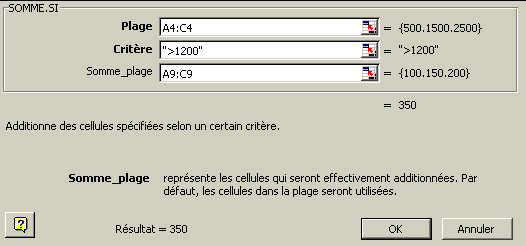 SOMME.SI
Plage A4:C4 = {500.1500.2500}
Critère ">1200" = ">1200"
Somme_plage A9:C9 = {100.150.200}
= 350
Additionne des cellules spécifiées selon un certain critère.
Somme_plage représente les cellules qui seront effectivement additionnées. Par
défaut, les cellules dans la plage seront utilisées.
? Résultat = 350 OK Annuler